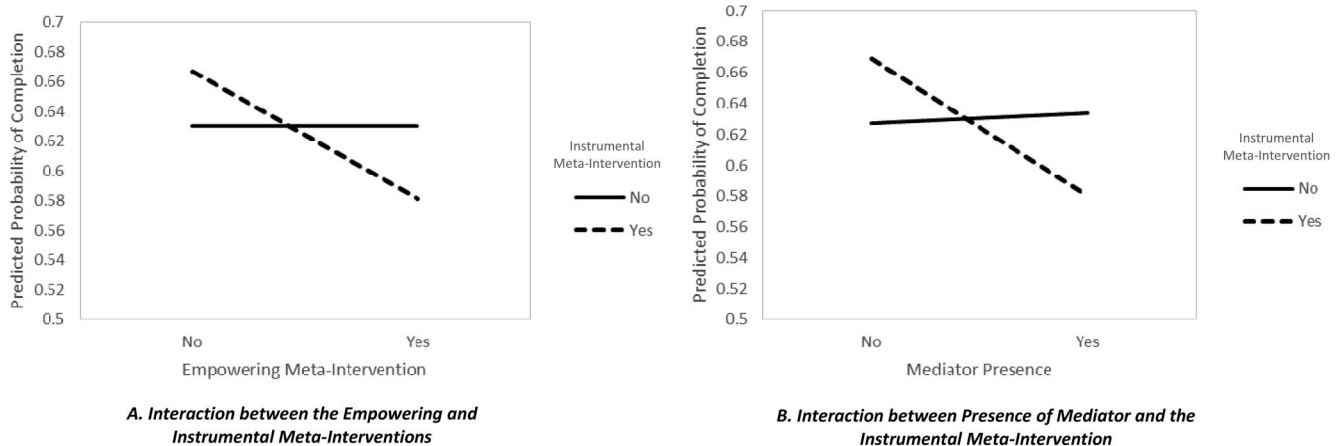 Predicted Probability of Completion
0.7
0.68
0.66
0.64
0.62
0.6
0.58
0.56
0.54
0.52
0.5
No
Yes
Empowering Meta-Intervention
Instrumental
Meta-Intervention
No
Yes
A. Interaction between the Empowering and
Instrumental Meta-Interventions
Predicted Probability of Completion
0.7
0.68
0.66
0.64
0.62
0.6
0.58
0.56
0.54
0.52
0.5
No
Yes
Mediator Presence
Instrumental
Meta-Intervention
No
Yes
B. Interaction between Presence of Mediator and the
Instrumental Meta-Intervention